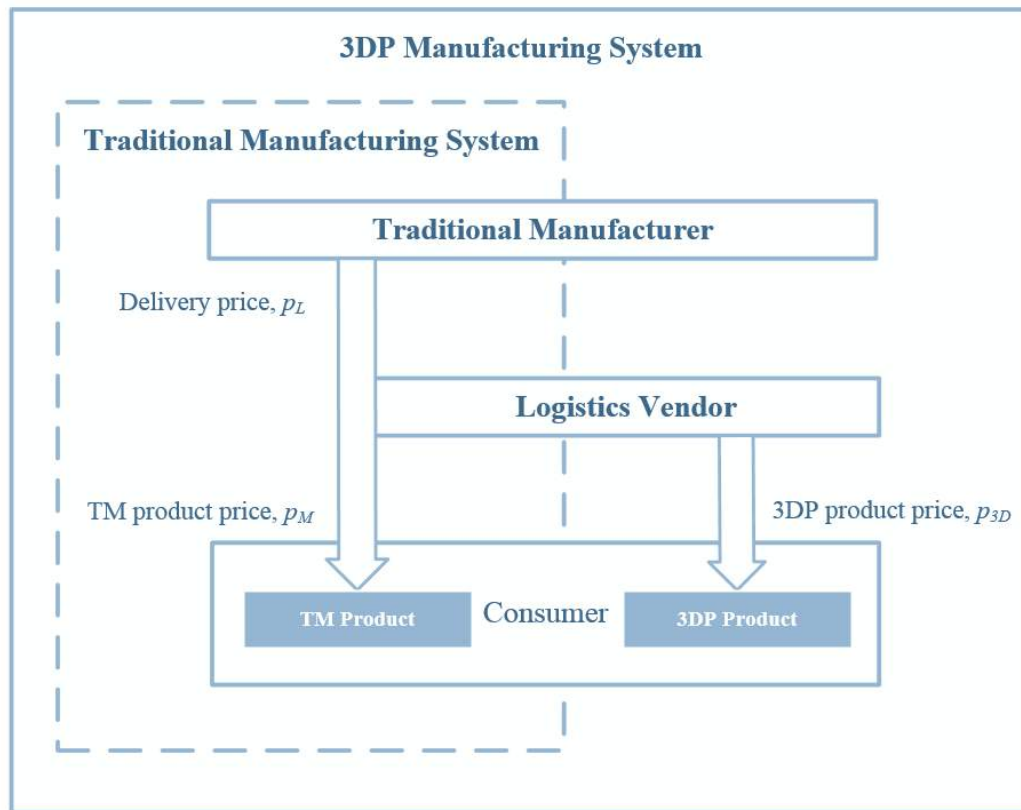 3DP Manufacturing System
Traditional Manufacturing System
Traditional Manufacturer
Delivery price, pL
Logistics Vendor
TM product price, pM
3DP product price, p3D
TM Product
Consumer
3DP Product